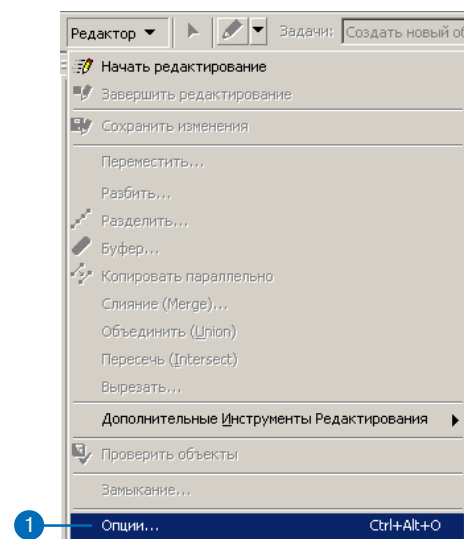 Редактор Задачи: Создать новый об
Начать редактирование
Завершить редактирование
Сохранить изменения
Переместить...
Разбить...
Разделить...
Буфер...
Копировать параллельно
Слияние (Merge)...
Объединить (Union)
Пересечь (Intersect)
Вырезать...
Дополнительные Инструменты Редактирования
Проверить объекты
Замыкание...
1 Опции... Ctrl+Alt+O